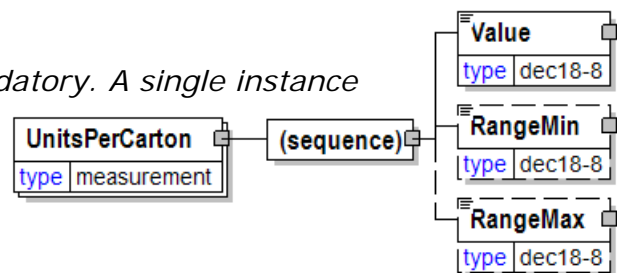 Value
type dec18-8
datory. A single instance
UnitsPerCarton
type measurement
(sequence)
RangeMin
type dec18-8
RangeMax
type dec18-8